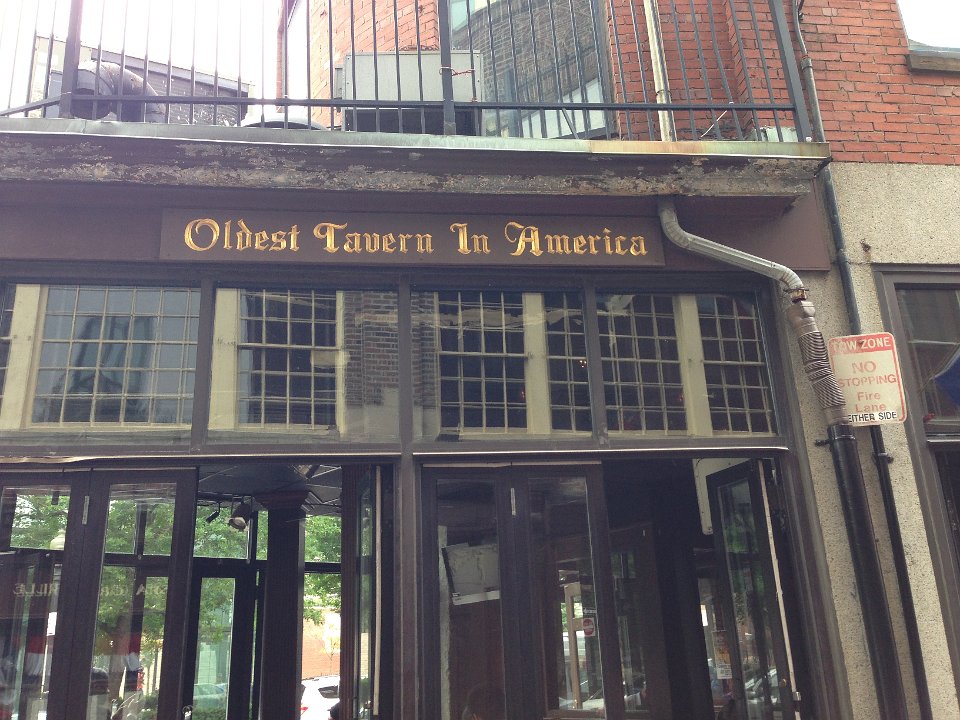 Oldest Tavern In America
TOW ZONE
NO
STOPPING
Fire
Lane
EITHER SIDE